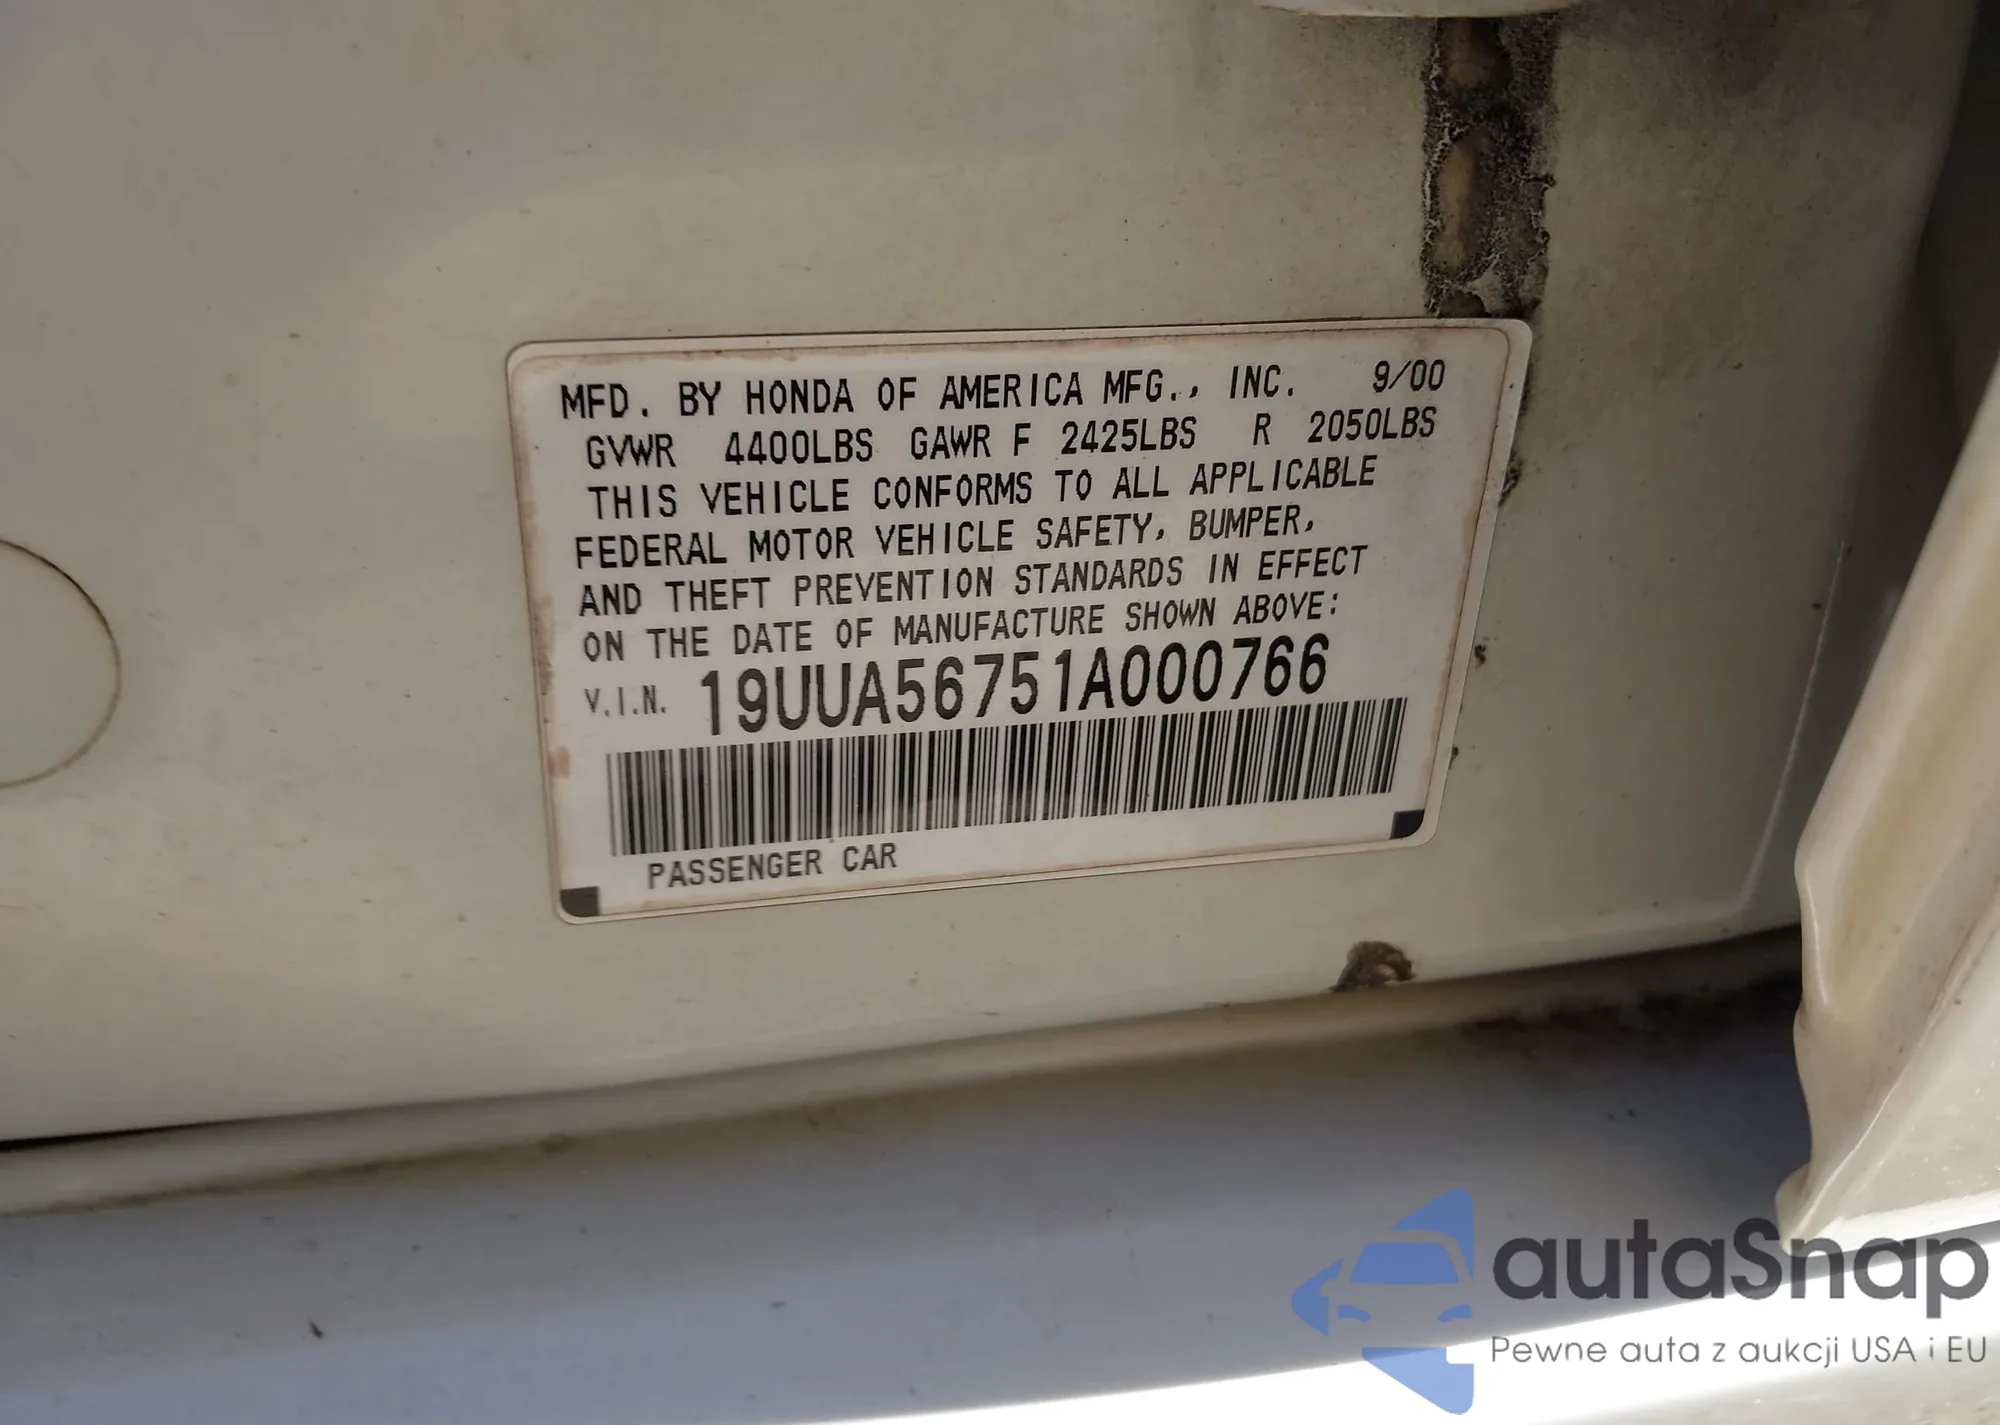 MFD. BY HONDA OF AMERICA MFG., INC. 9/00
GVWR 4400LBS GAWR F 2425LBS R 2050LBS
THIS VEHICLE CONFORMS TO ALL APPLICABLE
FEDERAL MOTOR VEHICLE SAFETY, BUMPER,
AND THEFT PREVENTION STANDARDS IN EFFECT
ON THE DATE OF MANUFACTURE SHOWN ABOVE:
V.I.N. 19UUA56751A000766
PASSENGER CAR
autaSnap
Pewne auta z aukcji USA i EU